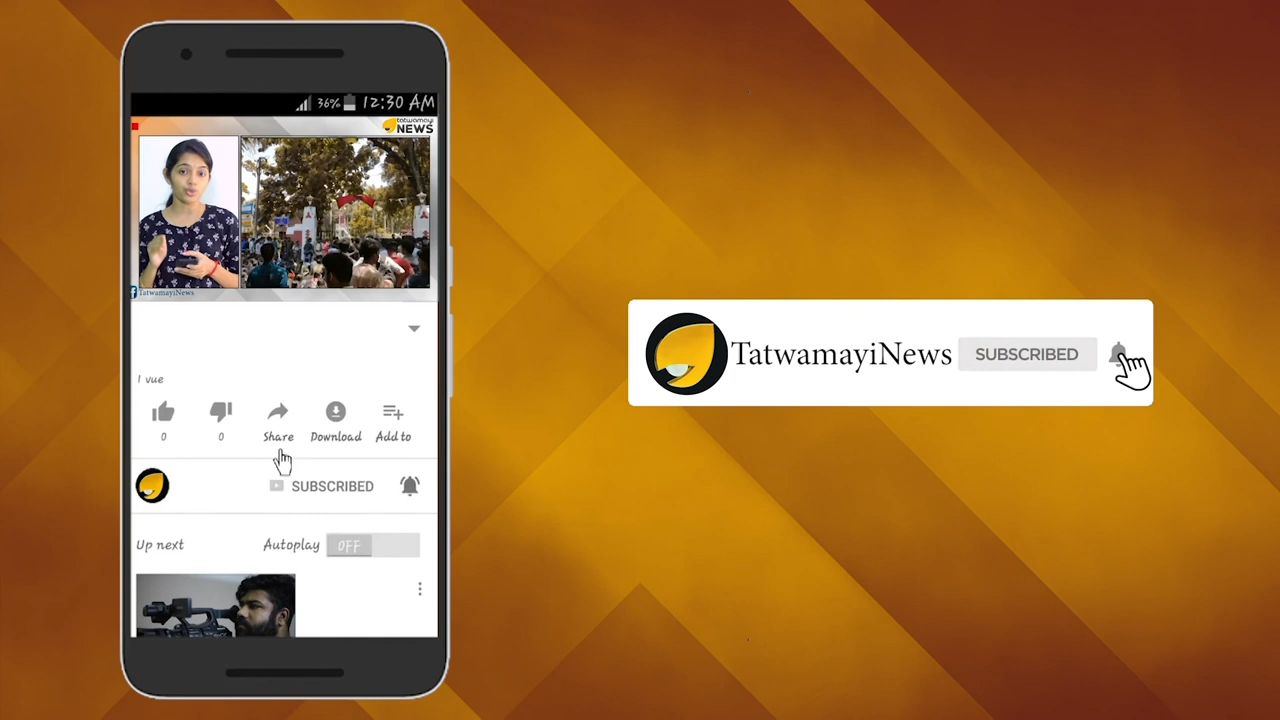 36% 12:30 AM
tatwamayi
NEWS
TatwamayiNews
1 vue
0 0 Share Download Add to
SUBSCRIBED
Up next Autoplay OFF
TatwamayiNews SUBSCRIBED